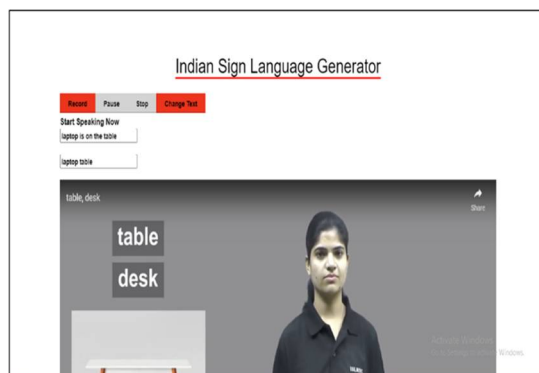 Indian Sign Language Generator
Record Pause Stop Change Text
Start Speaking Now
laptop is on the table
laptop table
table, desk
Share
table
desk
Activate Windows
Windows.